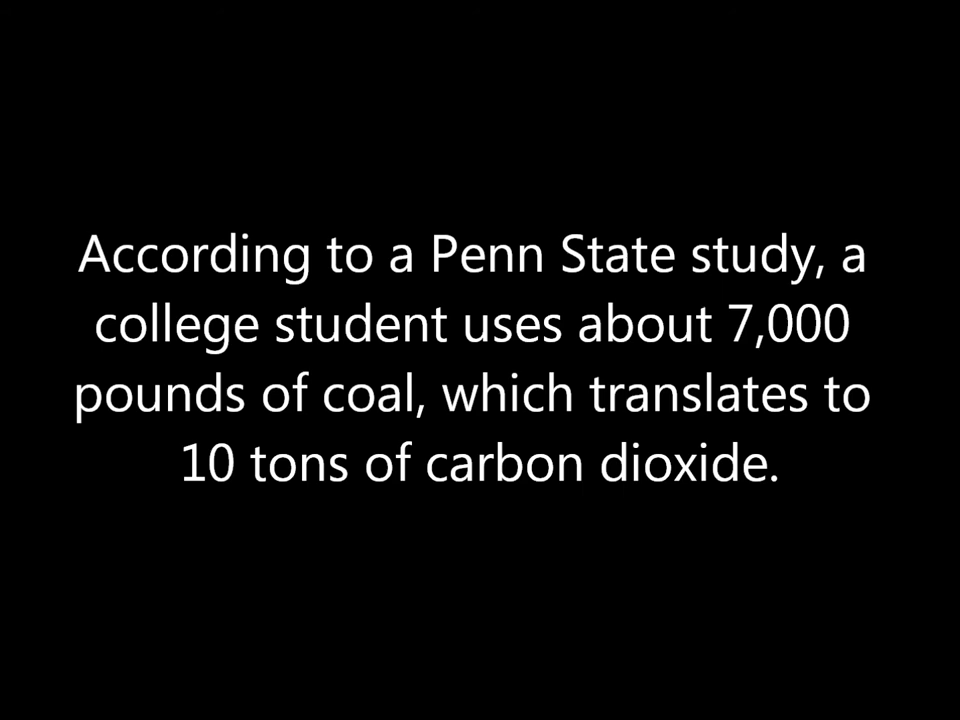 According to a Penn State study, a
college student uses about 7,000
pounds of coal, which translates to
10 tons of carbon dioxide.